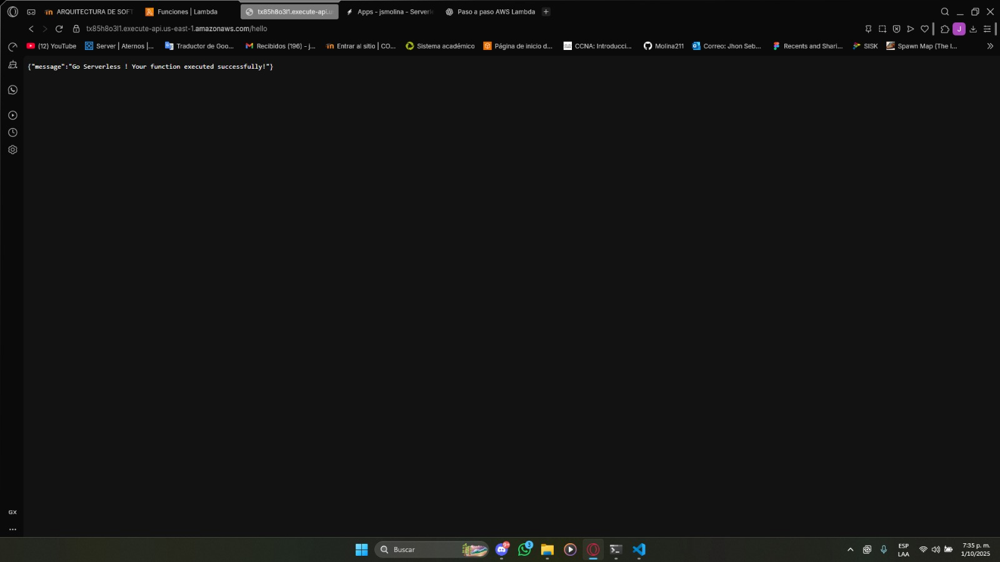 ARQUITECTURA DE SOFT
Funciones | Lambda
tx85h8o3l1.execute-api.u
Apps - jsmolina - Serverle
Paso a paso AWS Lambda
tx85h8o3l1.execute-api.us-east-1.amazonaws.com/hello
J
(12) YouTube
Server | Aternos |...
Traductor de Goo...
Recibidos (196) - j...
Entrar al sitio | CO...
Sistema académico
Página de inicio d...
CCNA: Introducci...
Molina211
Correo: Jhon Seb...
Recents and Shari...
SISK
Spawn Map (The I...
{"message":"Go Serverless ! Your function executed successfully!"}
GX
Buscar
9+
3
ESP
LAA
7:35 p. m.
1/10/2025